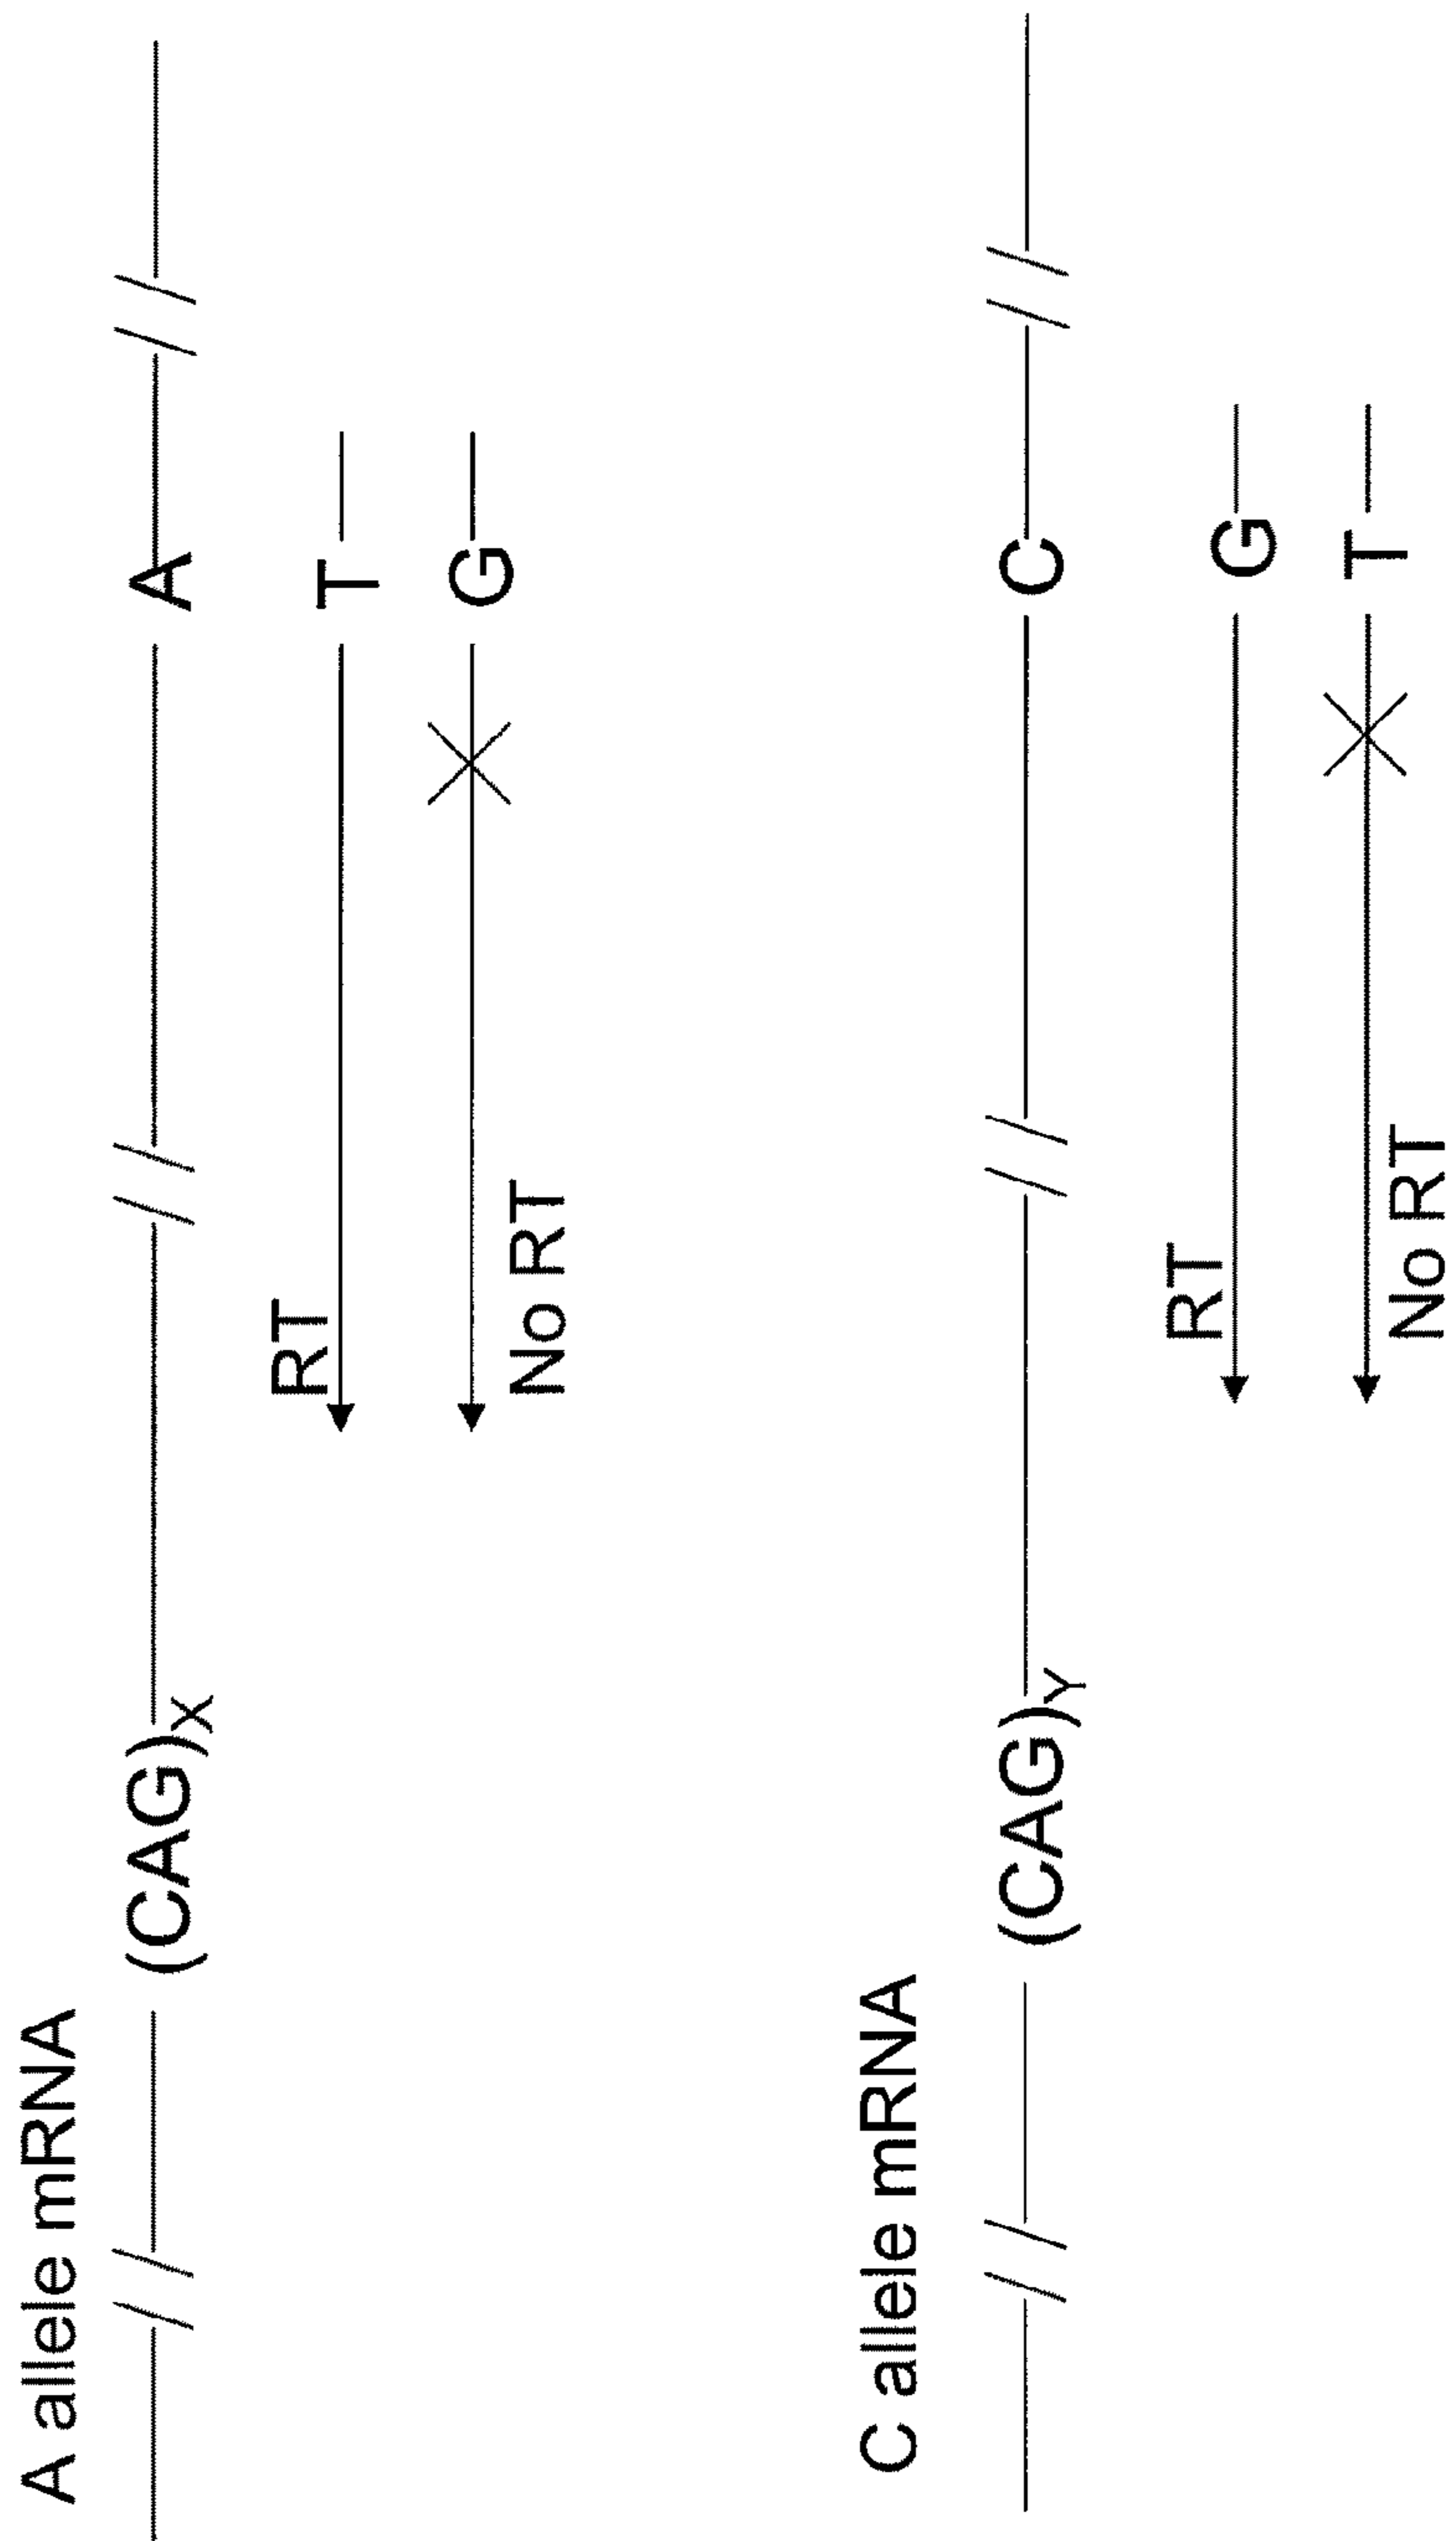 A allele mRNA
(CAG)X A
RT
T
G
No RT
C allele mRNA
(CAG)Y C
RT
G
T
No RT